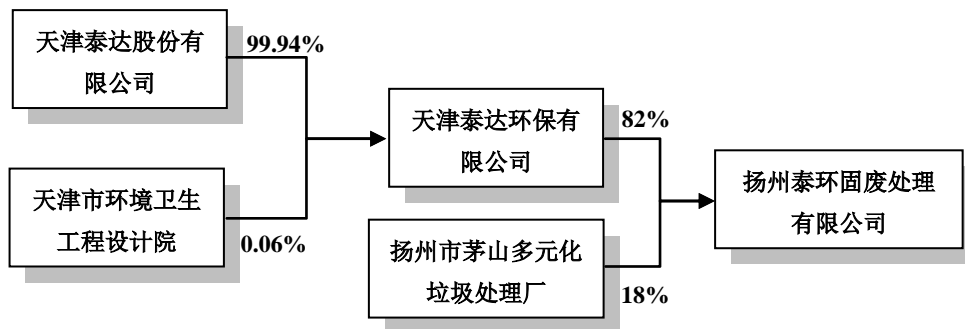 天津泰达股份有
限公司
99.94%
天津市环境卫生
工程设计院
0.06%
天津泰达环保有
限公司
82%
扬州市茅山多元化
垃圾处理厂
18%
扬州泰环固废处理
有限公司